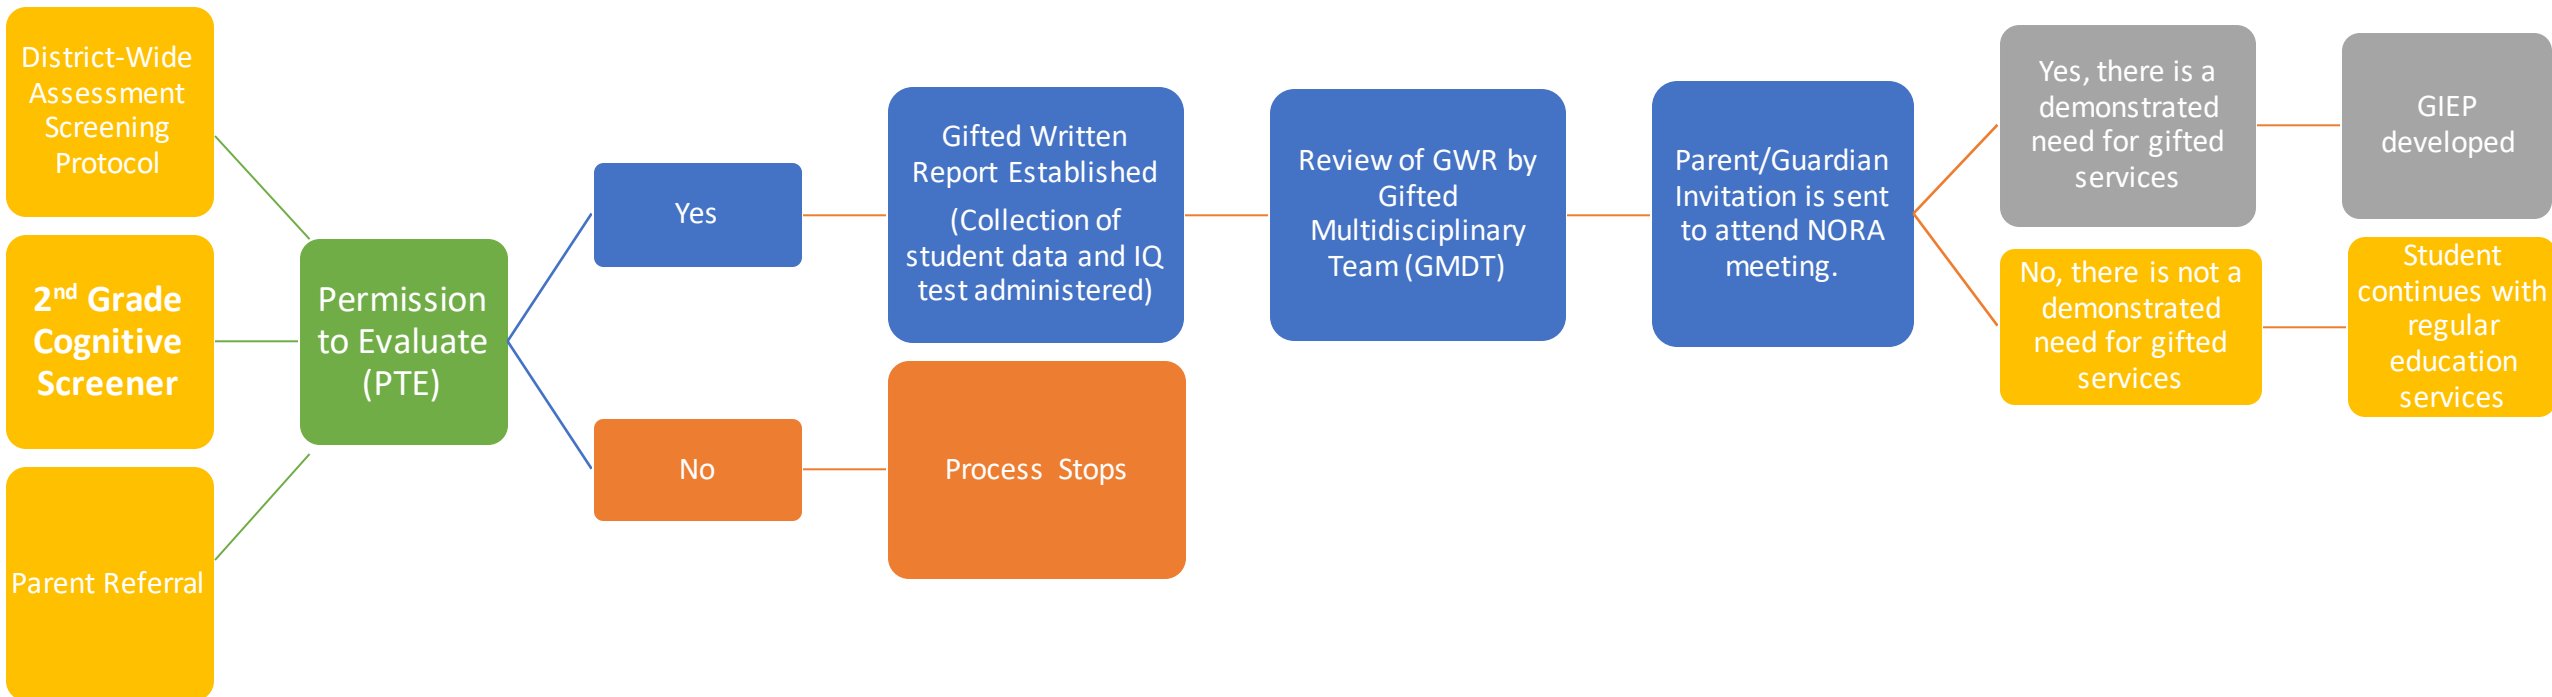 District-Wide
Assessment
Screening
Protocol
2nd Grade
Cognitive
Screener
Parent Referral
Permission
to Evaluate
(PTE)
Yes
No
Gifted Written
Report Established
(Collection of
student data and IQ
test administered)
Process  Stops
Review of GWR by
Gifted
Multidisciplinary
Team (GMDT)
Parent/Guardian
Invitation is sent
to attend NORA
meeting.
Yes, there is a
demonstrated
need for gifted
services
GIEP
developed
No, there is not a
demonstrated
need for gifted
services
Student
continues with
regular
education
services